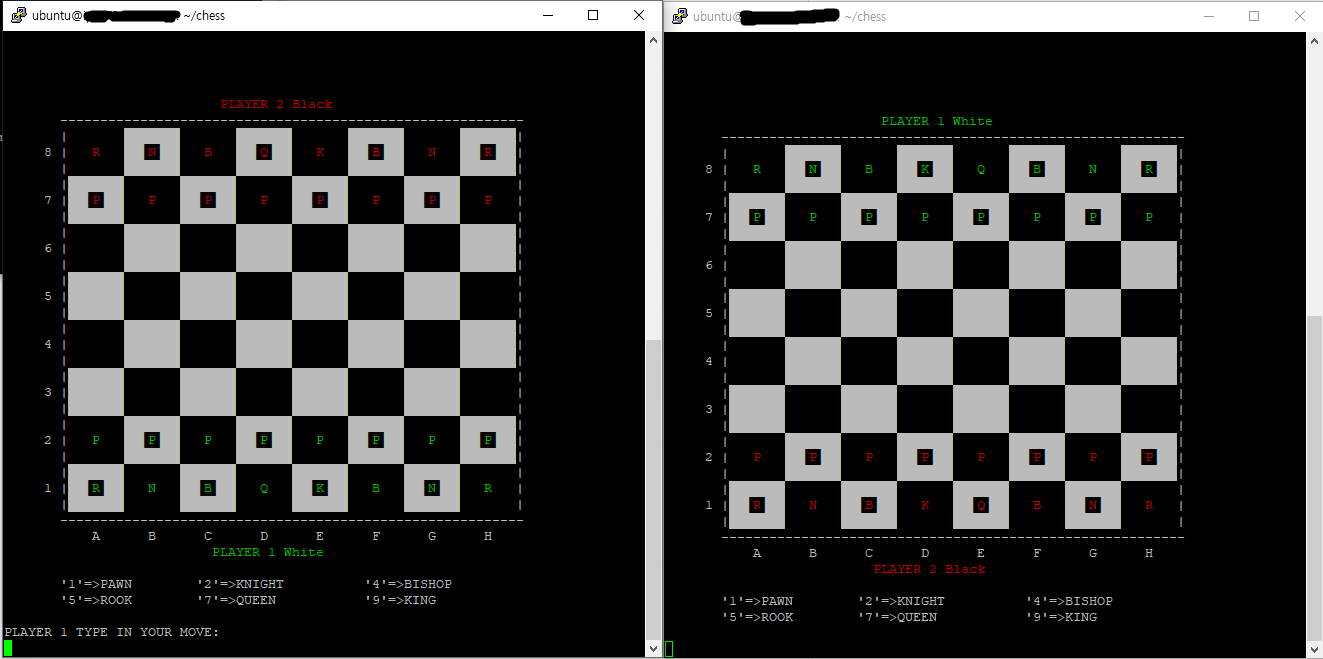 ubuntu@ ~/chess
PLAYER 2 Black
8 | R N B Q K B N R |
7 | P P P P P P P P |
6 | |
5 | |
4 | |
3 | |
2 | P P P P P P P P |
1 | R N B Q K B N R |
A B C D E F G H
PLAYER 1 White
'1'=>PAWN '2'=>KNIGHT '4'=>BISHOP
'5'=>ROOK '7'=>QUEEN '9'=>KING
PLAYER 1 TYPE IN YOUR MOVE:
ubuntu@ ~/chess
PLAYER 1 White
8 | R N B K Q B N R |
7 | P P P P P P P P |
6 | |
5 | |
4 | |
3 | |
2 | P P P P P P P P |
1 | R N B K Q B N R |
A B C D E F G H
PLAYER 2 Black
'1'=>PAWN '2'=>KNIGHT '4'=>BISHOP
'5'=>ROOK '7'=>QUEEN '9'=>KING